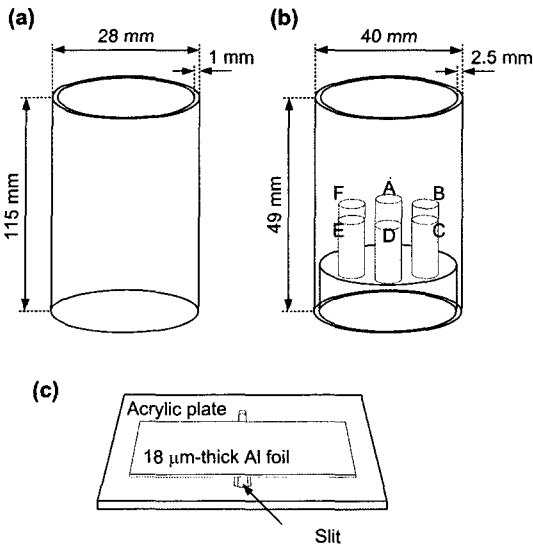 (a)
28 mm
1 mm
115 mm
(b)
40 mm
2.5 mm
49 mm
F
A
B
E
D
C
(c)
Acrylic plate
18 μm-thick Al foil
Slit